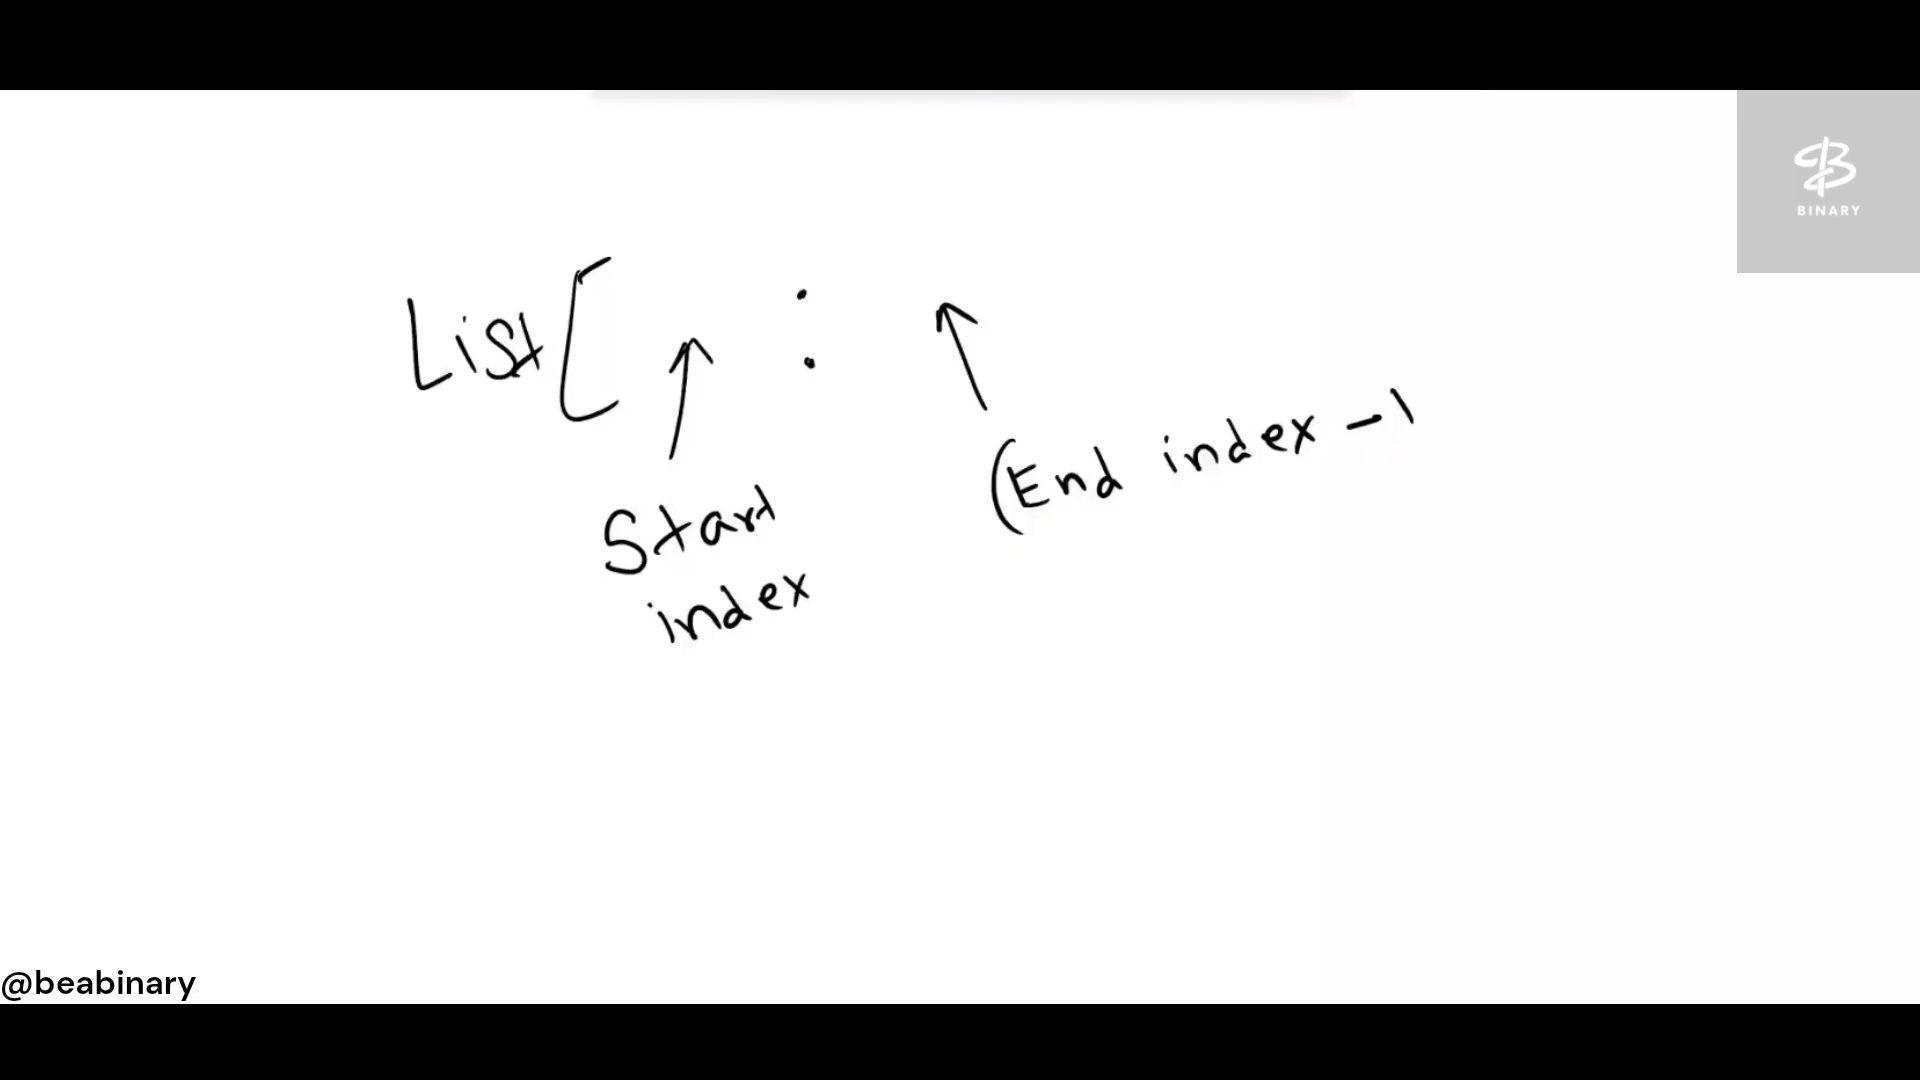 BINARY
List[ :
Start
index
(End index -1
@beabinary